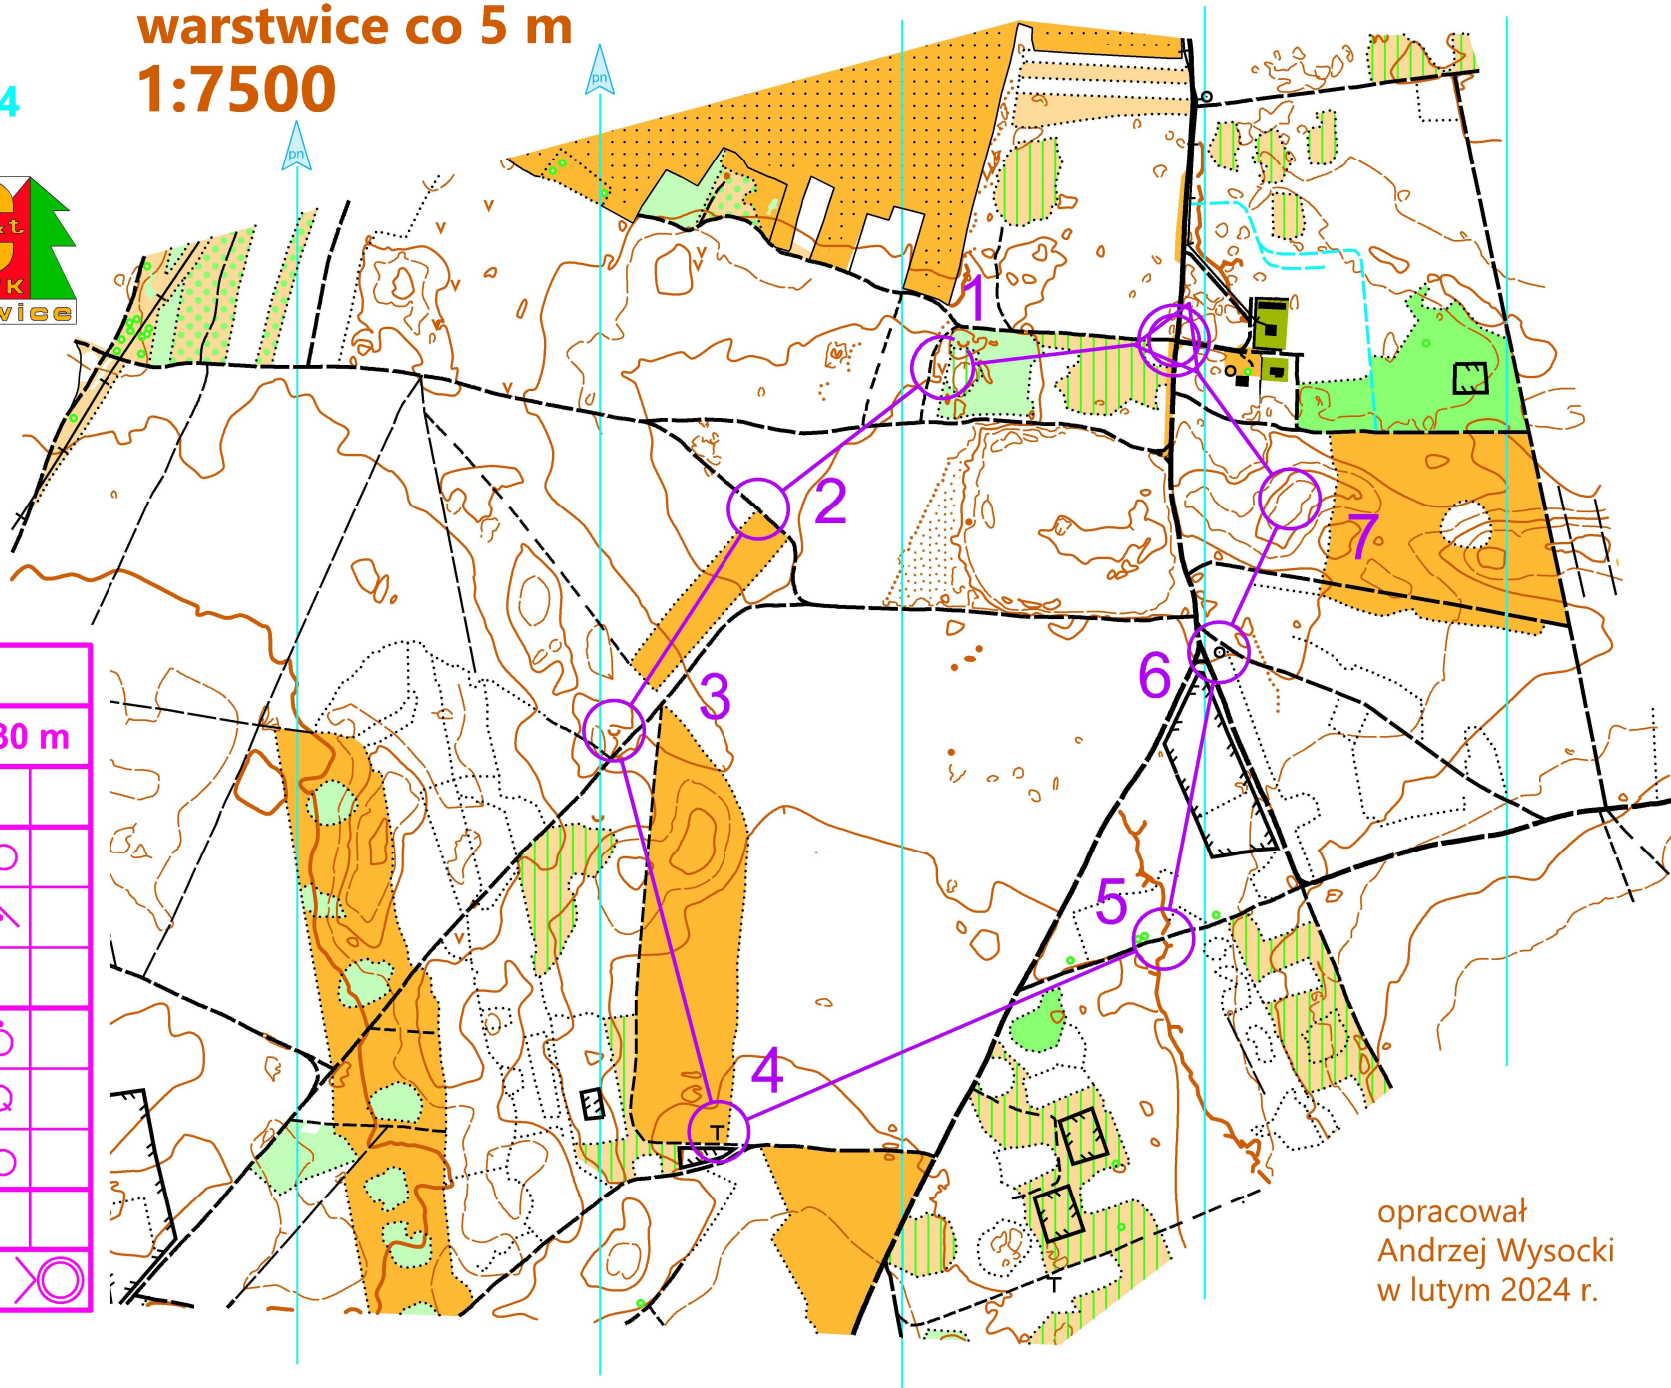 warstwice co 5 m
1:7500
4
pn
pn
1
2
7
3
6
30 m
5
4
opracował
Andrzej Wysocki
w lutym 2024 r.